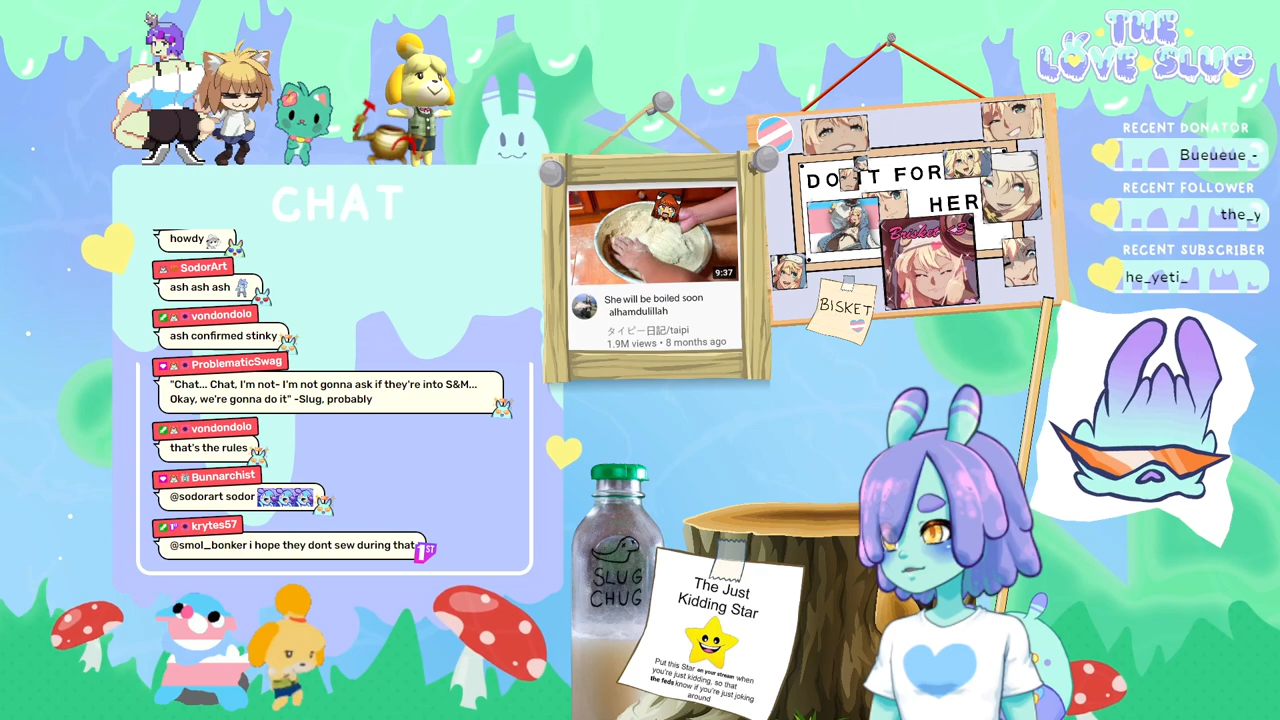 THE
LOVE SLUG
RECENT DONATOR
Bueueue -
RECENT FOLLOWER
the_y
RECENT SUBSCRIBER
he_yeti_
CHAT
howdy
SodorArt
ash ash ash
vondondolo
ash confirmed stinky
ProblematicSwag
"Chat... Chat, I'm not- I'm not gonna ask if they're into S&M...
Okay, we're gonna do it" -Slug, probably
vondondolo
that's the rules
Bunnarchist
@sodorart sodor
krytes57
@smol_bonker i hope they dont sew during that
1ST
9:37
She will be boiled soon
alhamdulillah
タイピー日記/taipi
1.9M views • 8 months ago
DO IT FOR
HER
Brisket <3
BISKET
SLUG
CHUG
The Just
Kidding Star
Put this Star on your stream when
you're just kidding, so that
the feds know if you're just joking
around